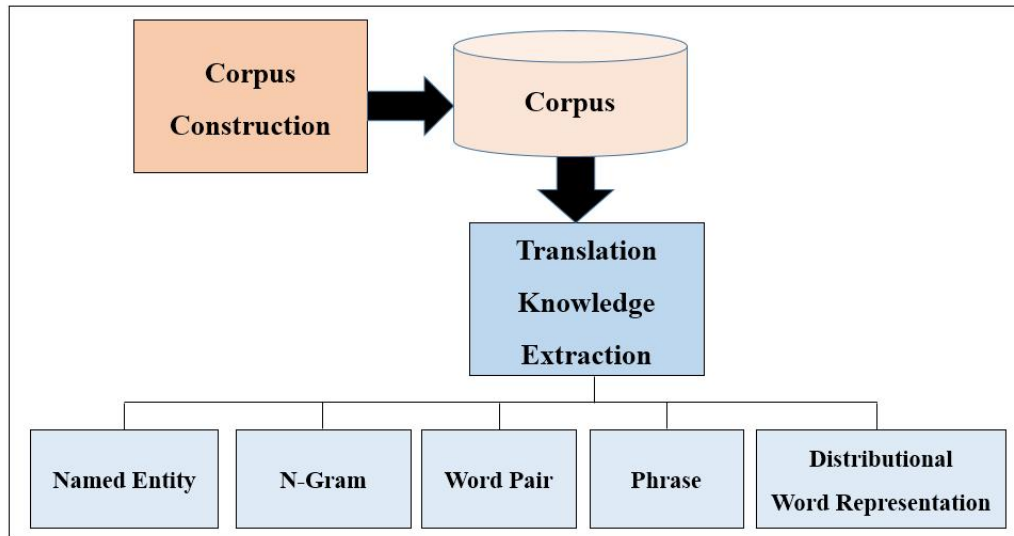 Corpus
Construction
Corpus
Translation
Knowledge
Extraction
Named Entity
N-Gram
Word Pair
Phrase
Distributional
Word Representation